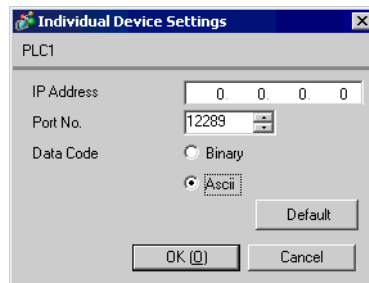 Individual Device Settings
PLC1
IP Address 0. 0. 0. 0
Port No. 12289
Data Code Binary
Ascii
Default
OK (O) Cancel